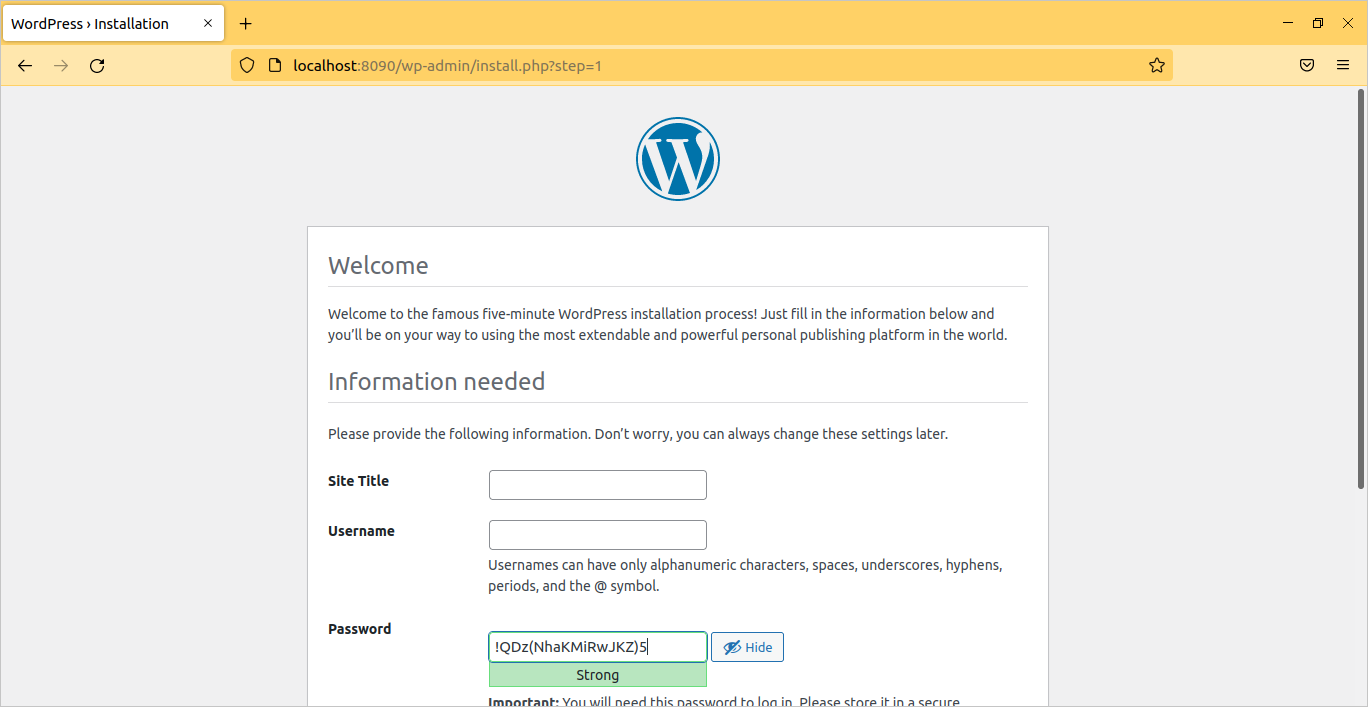 WordPress › Installation
localhost:8090/wp-admin/install.php?step=1
Welcome
Welcome to the famous five-minute WordPress installation process! Just fill in the information below and
you’ll be on your way to using the most extendable and powerful personal publishing platform in the world.
Information needed
Please provide the following information. Don’t worry, you can always change these settings later.
Site Title
Username
Usernames can have only alphanumeric characters, spaces, underscores, hyphens,
periods, and the @ symbol.
Password
!QDz(NhaKMiRwJKZ)5
Hide
Strong
Important: You will need this password to log in. Please store it in a secure